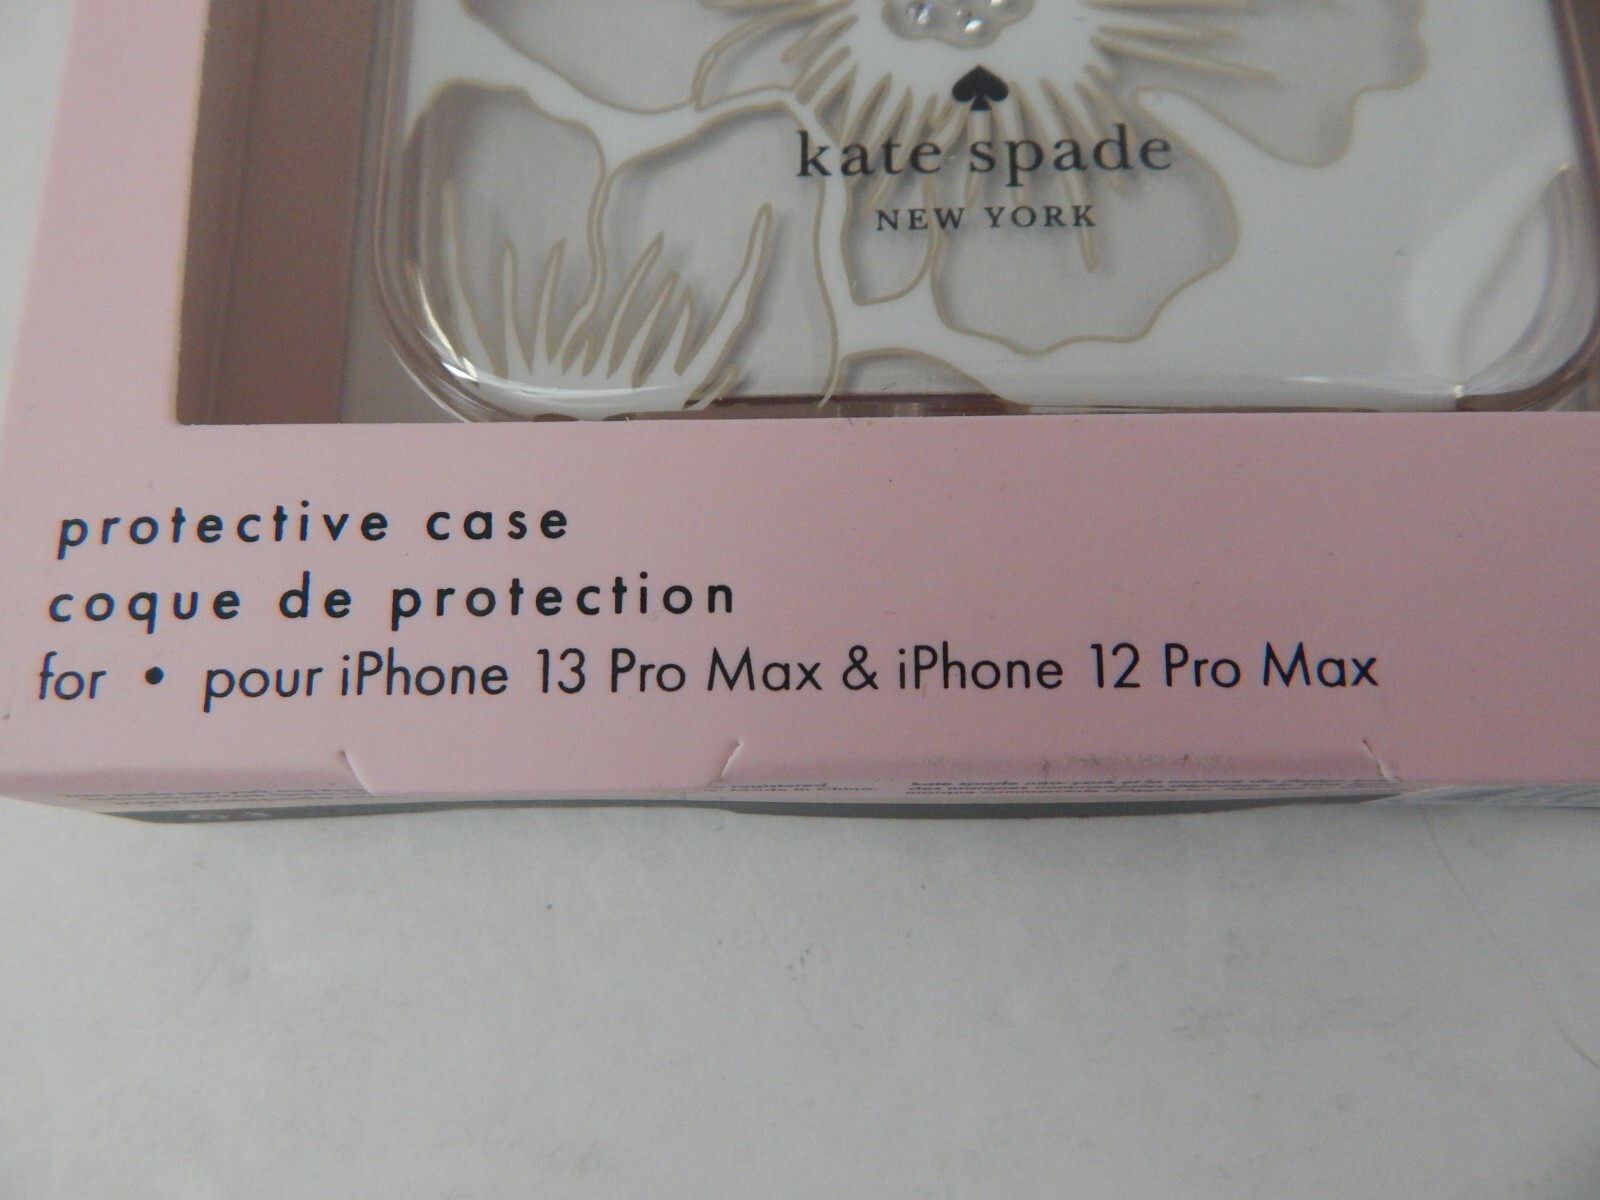 kate spade
NEW YORK
protective case
coque de protection
for • pour iPhone 13 Pro Max & iPhone 12 Pro Max